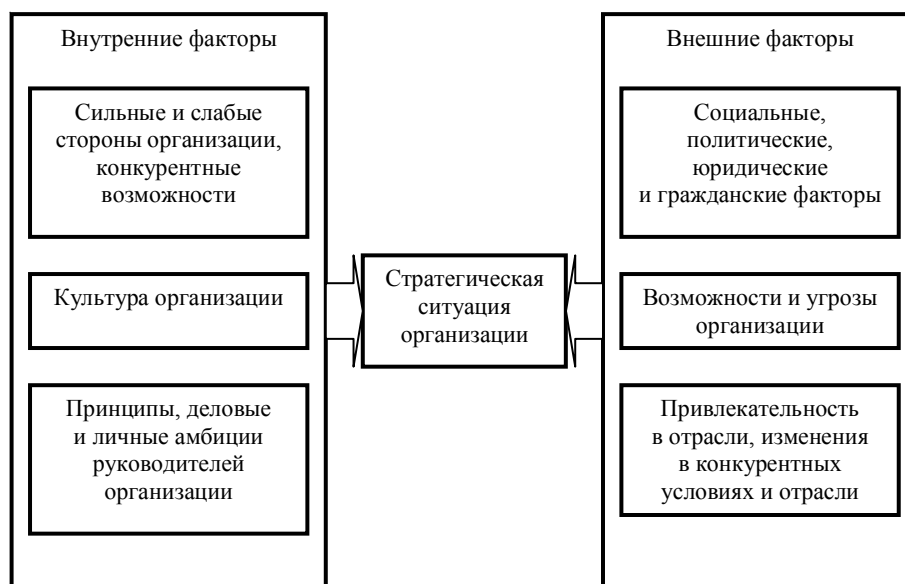 Внутренние факторы
Сильные и слабые
стороны организации,
конкурентные
возможности
Культура организации
Принципы, деловые
и личные амбиции
руководителей
организации
Стратегическая
ситуация
организации
Внешние факторы
Социальные,
политические,
юридические
и гражданские факторы
Возможности и угрозы
организации
Привлекательность
в отрасли, изменения
в конкурентных
условиях и отрасли